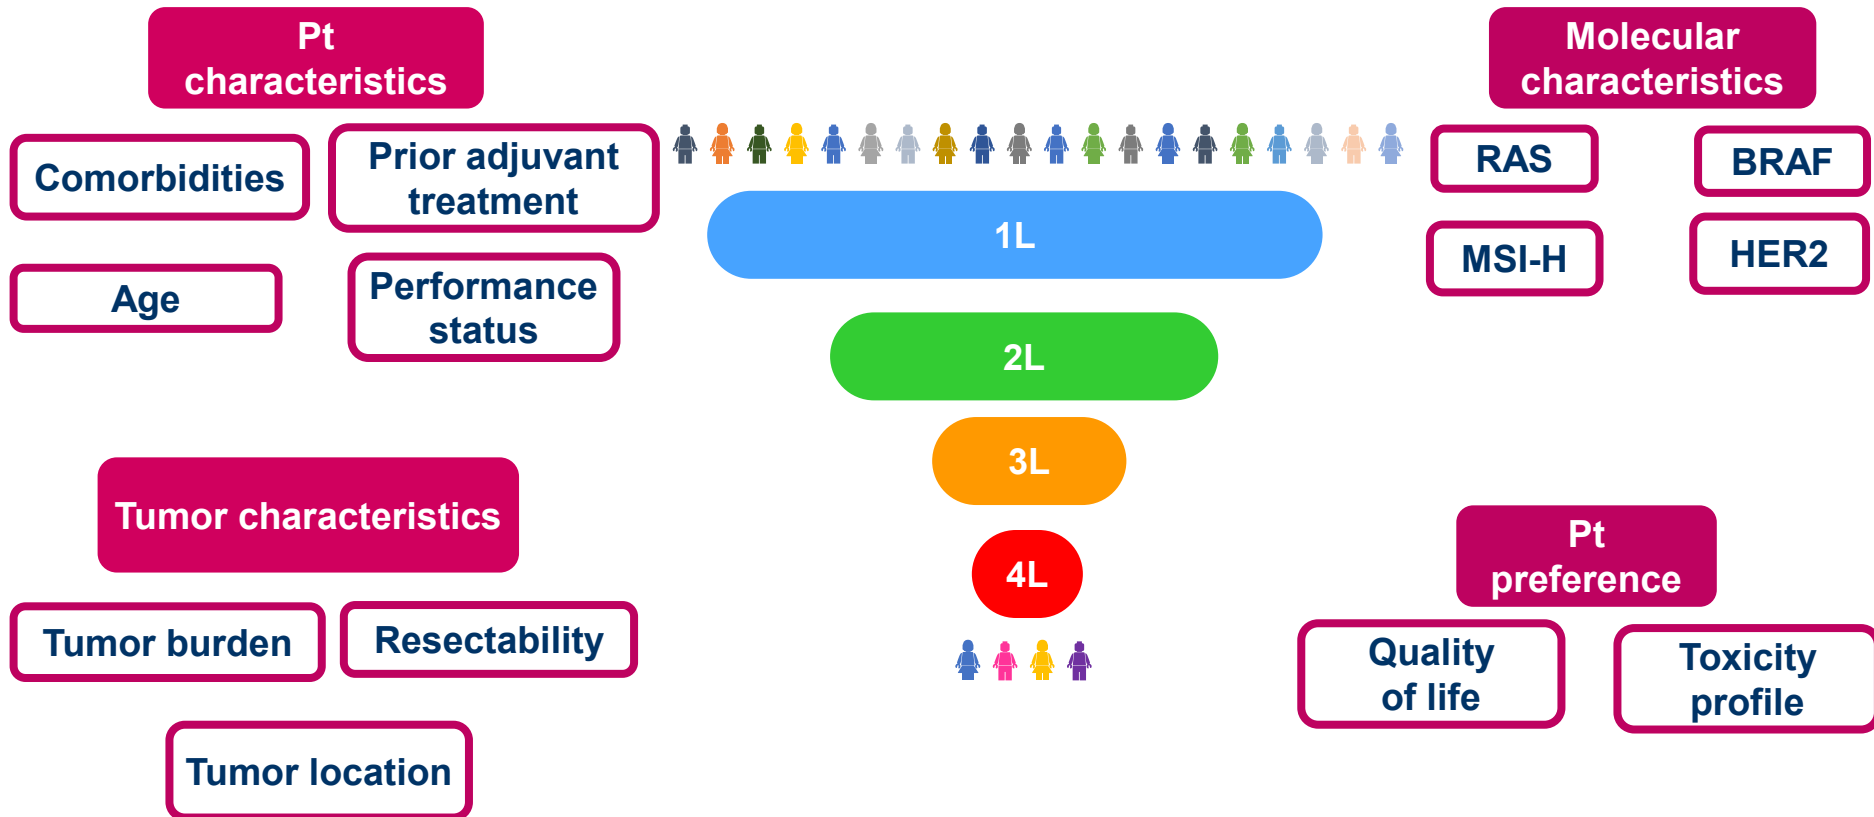 Pt
characteristics
Comorbidities
Prior adjuvant
treatment
Age
Performance
status
Tumor characteristics
Tumor burden
Resectability
Tumor location
1L
2L
3L
4L
Molecular
characteristics
RAS
BRAF
MSI-H
HER2
Pt
preference
Quality
of life
Toxicity
profile